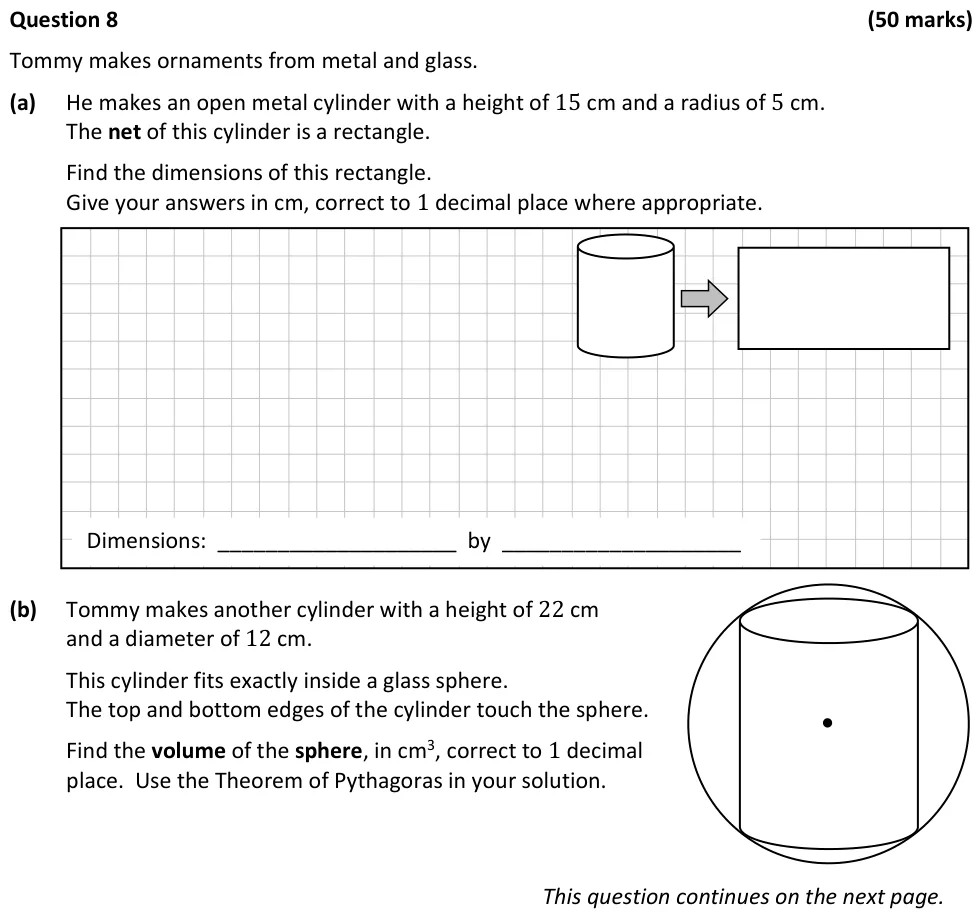 Question 8 (50 marks)
Tommy makes ornaments from metal and glass.
(a) He makes an open metal cylinder with a height of 15 cm and a radius of 5 cm.
The net of this cylinder is a rectangle.
Find the dimensions of this rectangle.
Give your answers in cm, correct to 1 decimal place where appropriate.
Dimensions: ____________________ by ____________________
(b) Tommy makes another cylinder with a height of 22 cm
and a diameter of 12 cm.
This cylinder fits exactly inside a glass sphere.
The top and bottom edges of the cylinder touch the sphere.
Find the volume of the sphere, in cm³, correct to 1 decimal
place. Use the Theorem of Pythagoras in your solution.
This question continues on the next page.